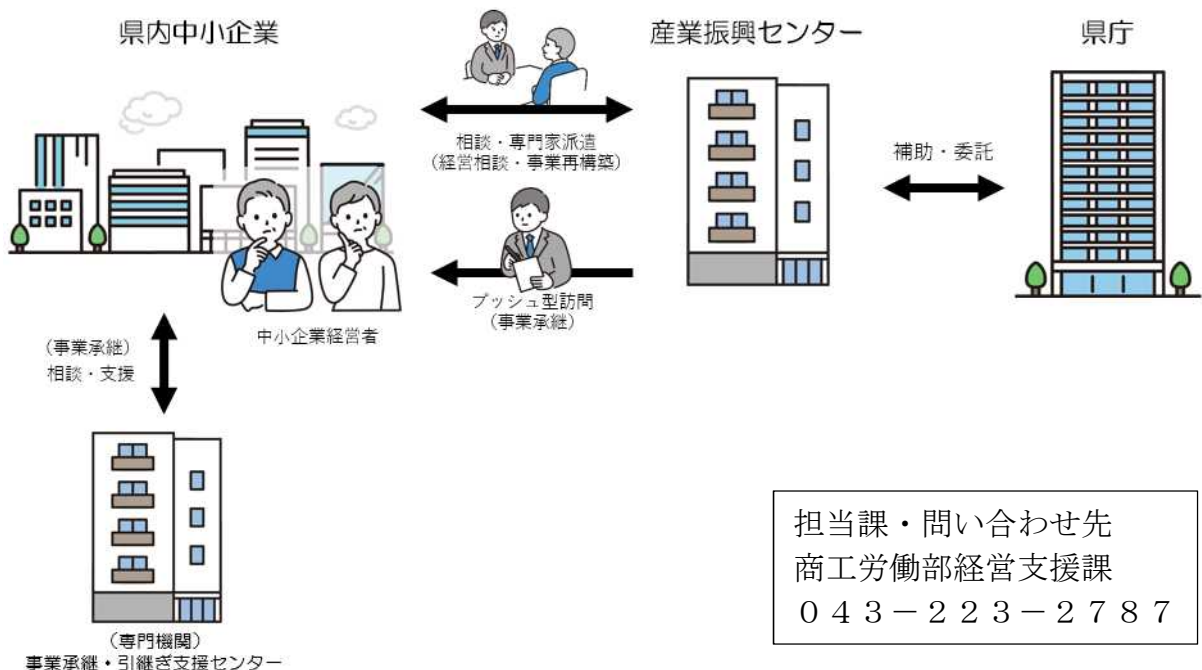 県内中小企業
産業振興センター
県庁
相談・専門家派遣
(経営相談・事業再構築)
補助・委託
プッシュ型訪問
(事業承継)
中小企業経営者
(事業承継)
相談・支援
(専門機関)
事業承継・引継ぎ支援センター
担当課・問い合わせ先
商工労働部経営支援課
043-223-2787